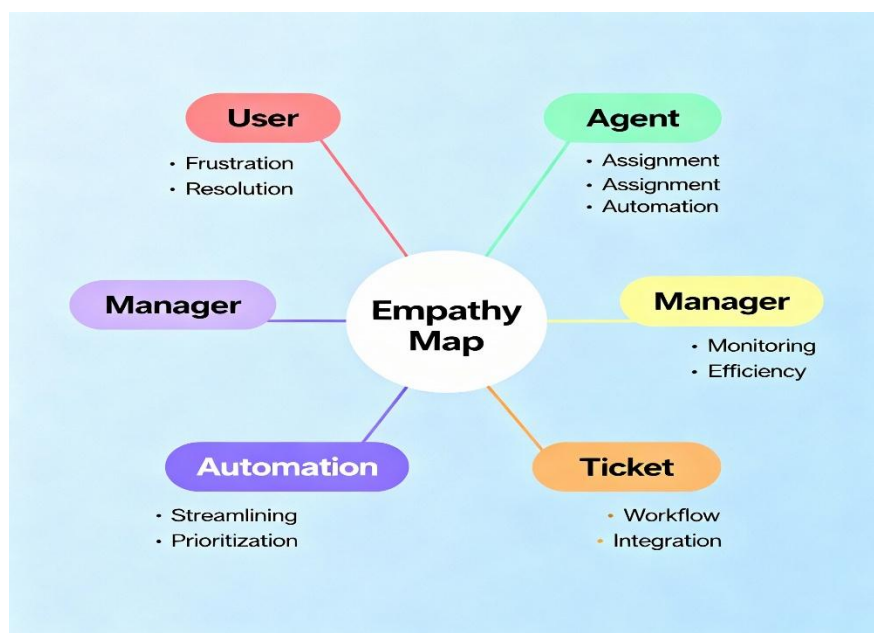 User
• Frustration
• Resolution
Agent
• Assignment
• Assignment
• Automation
Manager
Empathy
Map
Manager
• Monitoring
• Efficiency
Automation
• Streamlining
• Prioritization
Ticket
• Workflow
• Integration